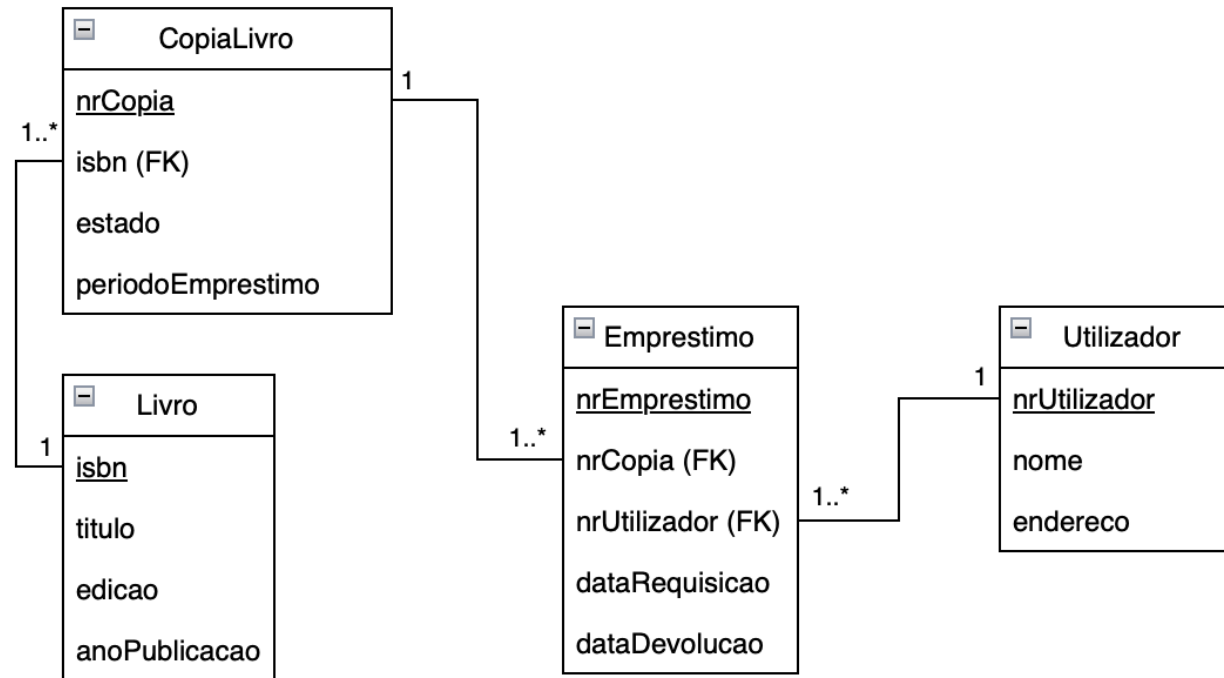 CopiaLivro
nrCopia
isbn (FK)
estado
periodoEmprestimo
1
1..*
Livro
isbn
titulo
edicao
anoPublicacao
1
Emprestimo
nrEmprestimo
nrCopia (FK)
nrUtilizador (FK)
dataRequisicao
dataDevolucao
1..*
1..*
Utilizador
nrUtilizador
nome
endereco
1